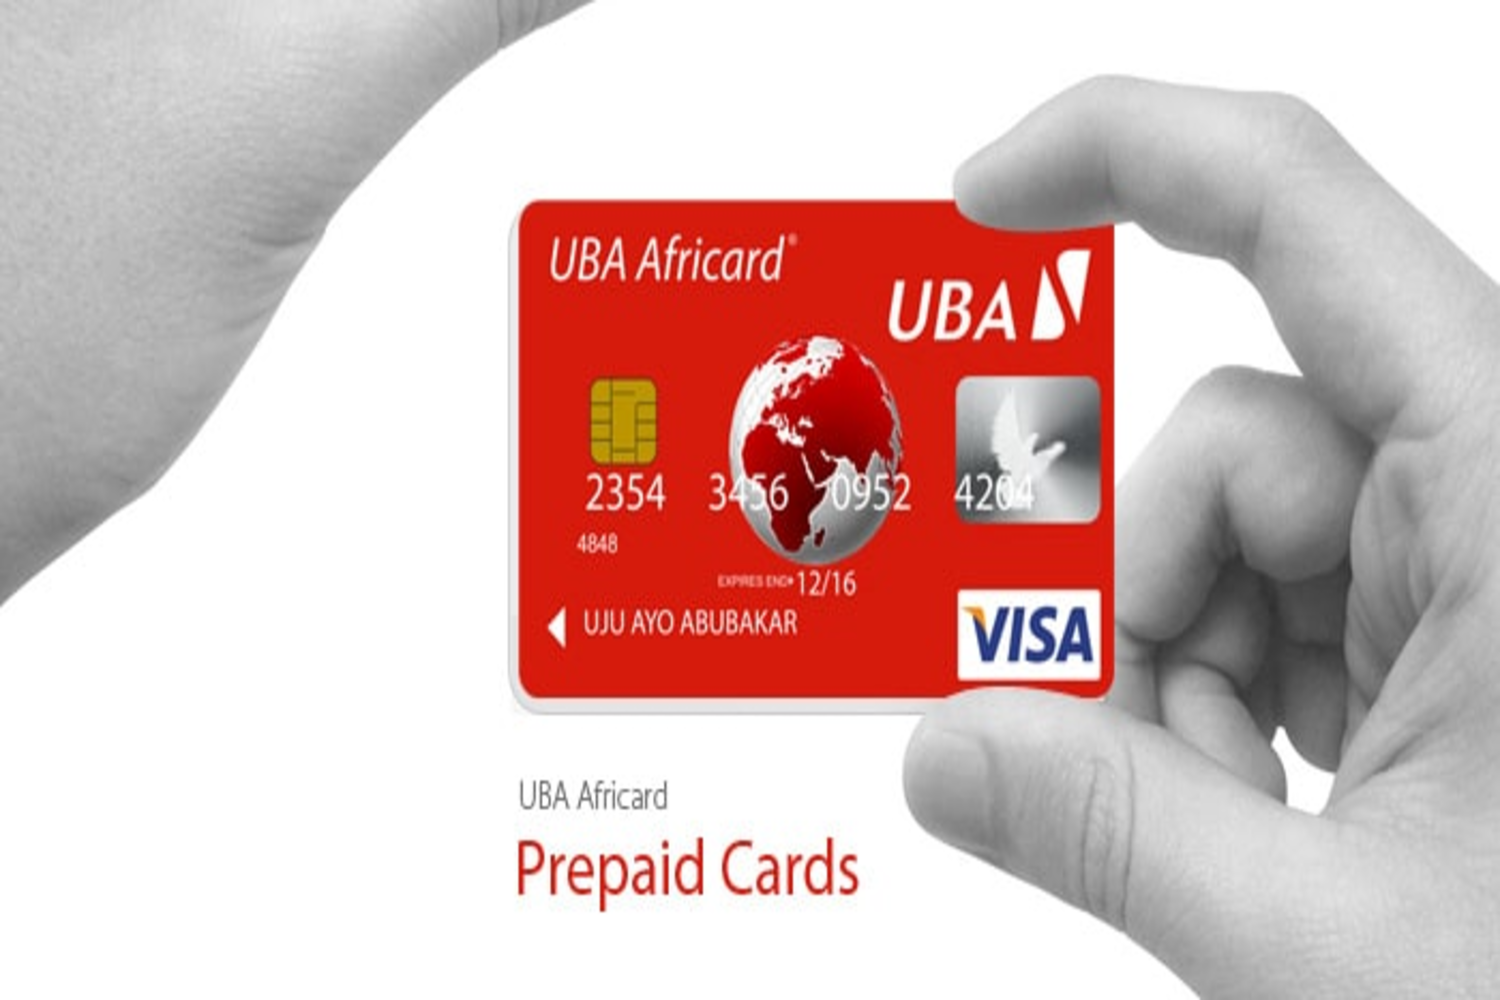 UBA Africard®
UBA
2354 3456 0952 4204
4848
EXPIRES END 12/16
UJU AYO ABUBAKAR
VISA
UBA Africard
Prepaid Cards